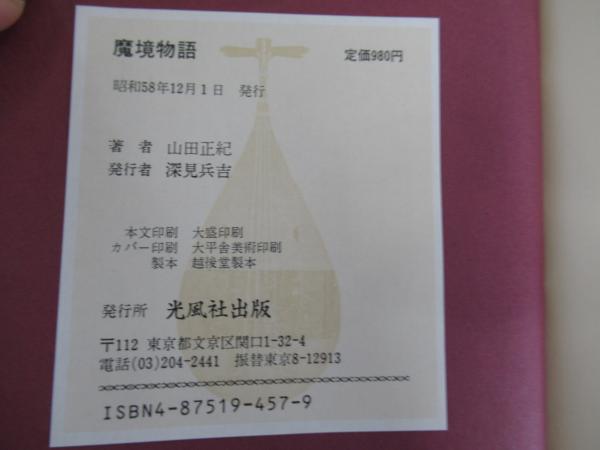 魔境物語 定価980円
昭和58年12月1日 発行
著者 山田正紀
発行者 深見兵吉
本文印刷 大盛印刷
カバー印刷 大平舎美術印刷
製本 越後堂製本
発行所 光風社出版
〒112 東京都文京区関口1-32-4
電話(03)204-2441 振替東京8-12913
ISBN4-87519-457-9